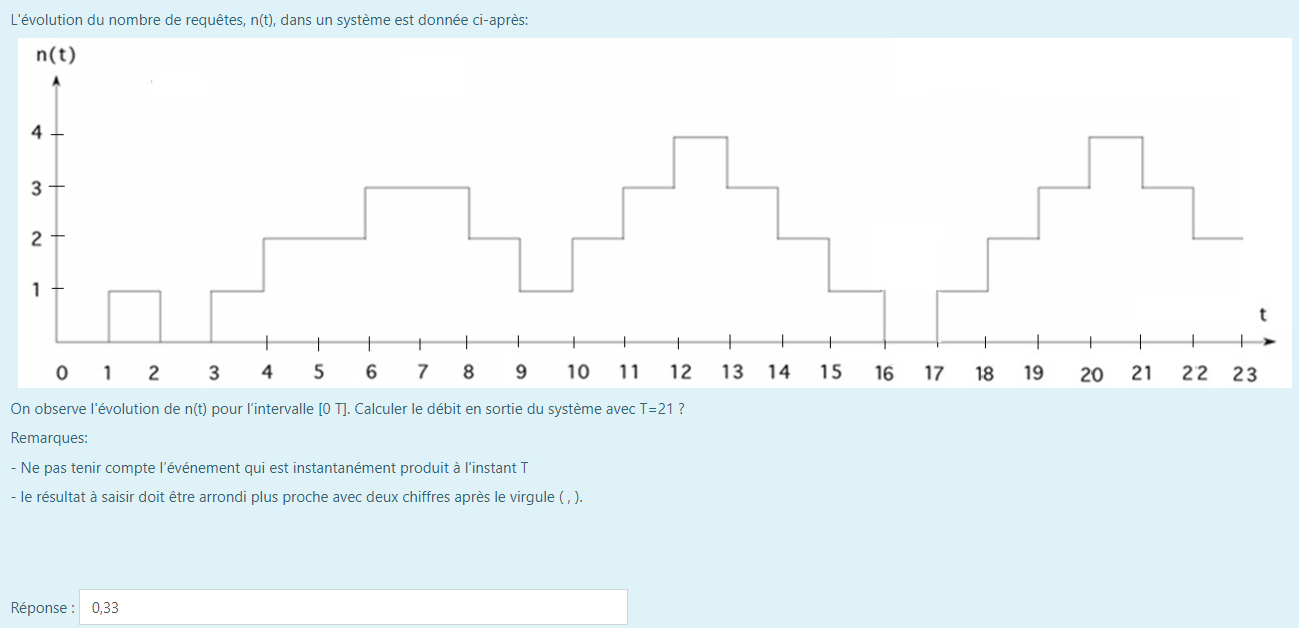 L'évolution du nombre de requêtes, n(t), dans un système est donnée ci-après:
n(t)
4
3
2
1
t
0 1 2 3 4 5 6 7 8 9 10 11 12 13 14 15 16 17 18 19 20 21 22 23
On observe l'évolution de n(t) pour l'intervalle [0 T]. Calculer le débit en sortie du système avec T=21 ?
Remarques:
- Ne pas tenir compte l'événement qui est instantanément produit à l'instant T
- le résultat à saisir doit être arrondi plus proche avec deux chiffres après le virgule ( , ).
Réponse : 0,33